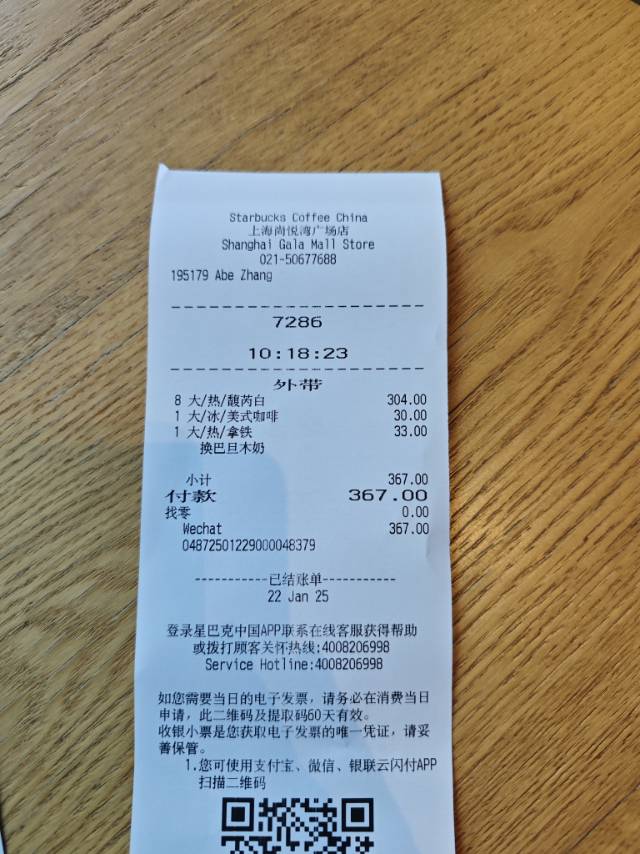 Starbucks Coffee China
上海尚悦湾广场店
Shanghai Gala Mall Store
021-50677688
195179 Abe Zhang
7286
10:18:23
外带
8 大/热/馥芮白 304.00
1 大/冰/美式咖啡 30.00
1 大/热/拿铁 33.00
换巴旦木奶
小计 367.00
付款 367.00
找零 0.00
Wechat 367.00
04872501229000048379
-----------已结账单-----------
22 Jan 25
登录星巴克中国APP联系在线客服获得帮助
或拨打顾客关怀热线:4008206998
Service Hotline:4008206998
如您需要当日的电子发票，请务必在消费当日
申请，此二维码及提取码60天有效。
收银小票是您获取电子发票的唯一凭证，请妥
善保管。
1.您可使用支付宝、微信、银联云闪付APP
扫描二维码